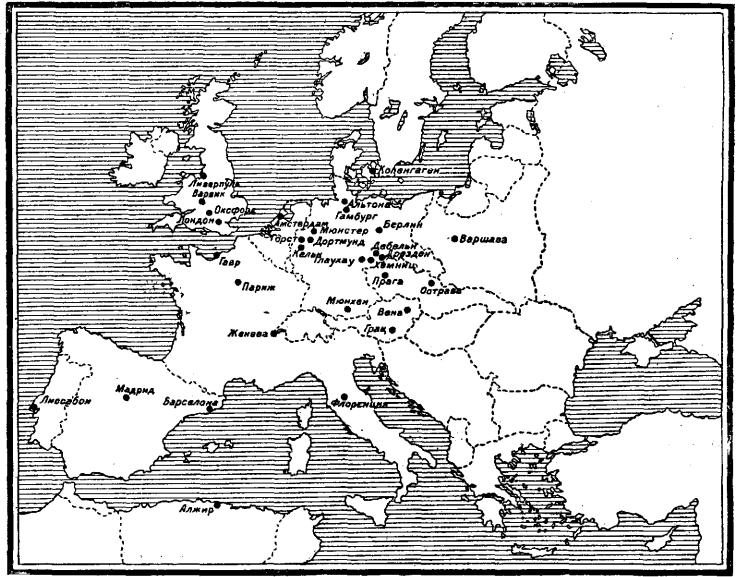 Копенгаген
Ливерпуль
Варвик
Оксфорд
Лондон
Альтона
Гамбург
Амстердам
Мюнстер
Берлин
Горст
Дортмунд
Варшава
Кельн
Дебельн
Дрезден
Глаухау
Хемниц
Гавр
Прага
Острава
Париж
Мюнхен
Вена
Женева
Грац
Мадрид
Лиссабон
Барселона
Флоренция
Алжир